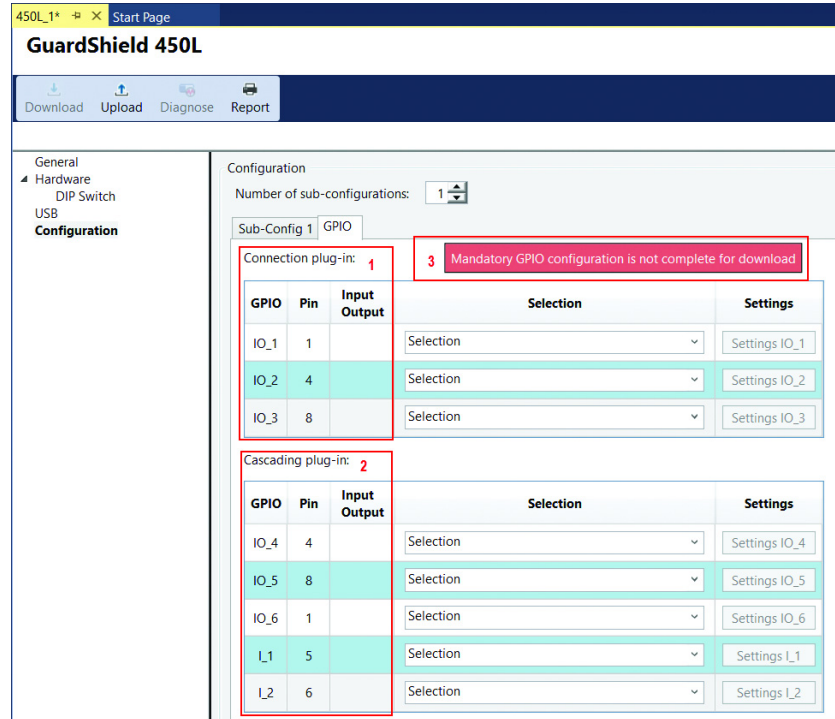 450L_1* Start Page
GuardShield 450L
Download Upload Diagnose Report
General
Hardware
DIP Switch
USB
Configuration
Configuration
Number of sub-configurations: 1
Sub-Config 1 GPIO
Connection plug-in: 1
3 Mandatory GPIO configuration is not complete for download
GPIO Pin Input Output Selection Settings
IO_1 1 Selection Settings IO_1
IO_2 4 Selection Settings IO_2
IO_3 8 Selection Settings IO_3
Cascading plug-in: 2
GPIO Pin Input Output Selection Settings
IO_4 4 Selection Settings IO_4
IO_5 8 Selection Settings IO_5
IO_6 1 Selection Settings IO_6
I_1 5 Selection Settings I_1
I_2 6 Selection Settings I_2